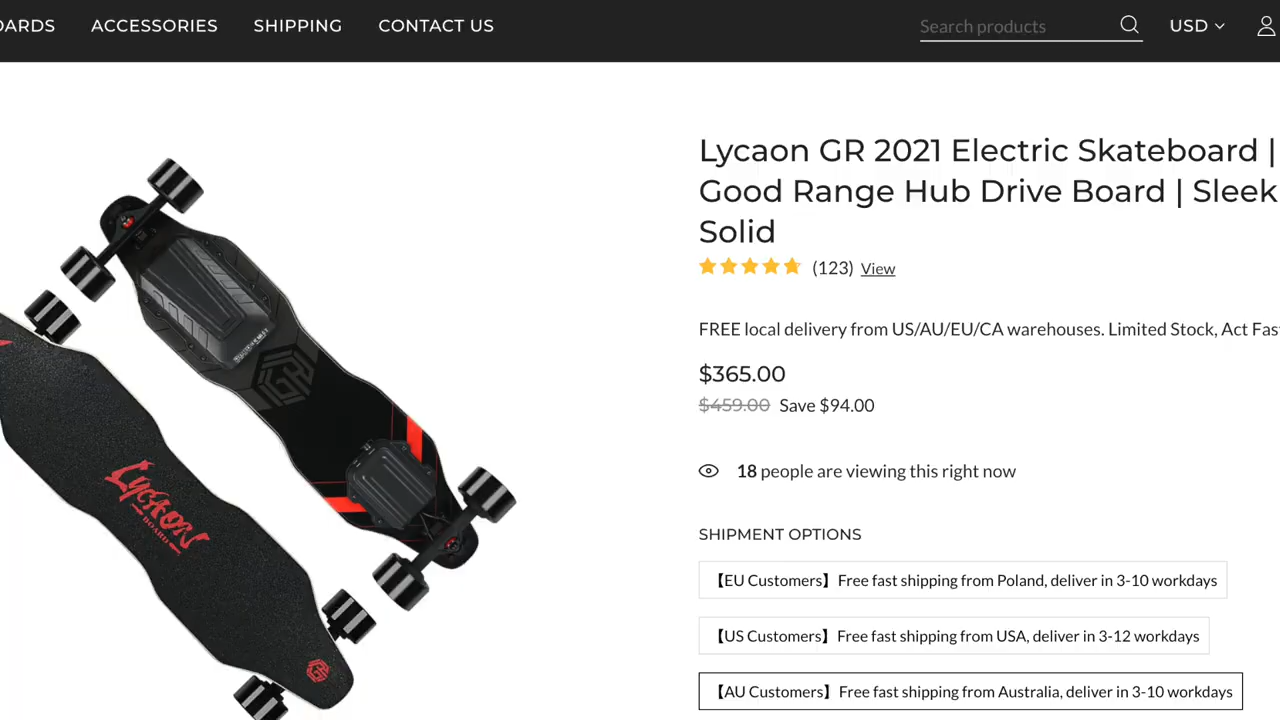 OARDS ACCESSORIES SHIPPING CONTACT US Search products USD
Lycaon GR 2021 Electric Skateboard |
Good Range Hub Drive Board | Sleek
Solid
(123) View
FREE local delivery from US/AU/EU/CA warehouses. Limited Stock, Act Fas
$365.00
$459.00 Save $94.00
18 people are viewing this right now
SHIPMENT OPTIONS
【EU Customers】Free fast shipping from Poland, deliver in 3-10 workdays
【US Customers】Free fast shipping from USA, deliver in 3-12 workdays
【AU Customers】Free fast shipping from Australia, deliver in 3-10 workdays
GR
Lycaon
BOARD
GR